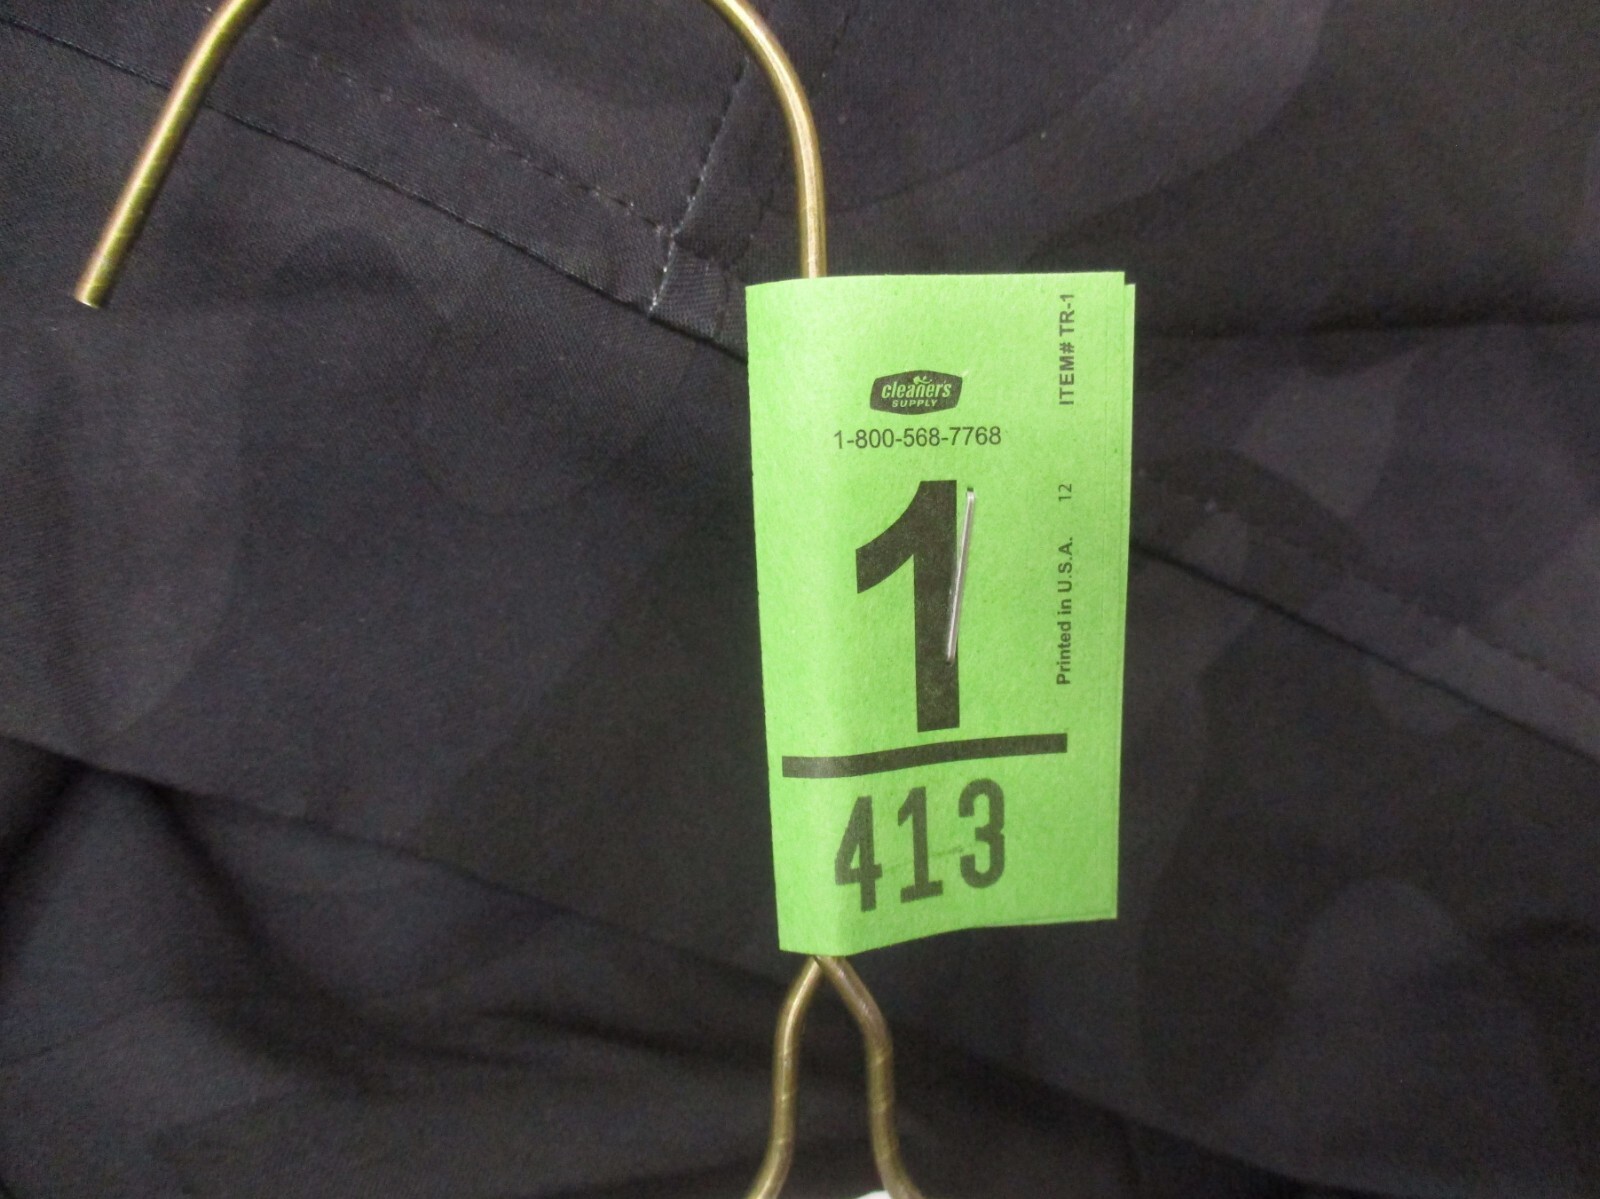 cleaner's
SUPPLY
1-800-568-7768
1
413
ITEM# TR-1
Printed in U.S.A. 12